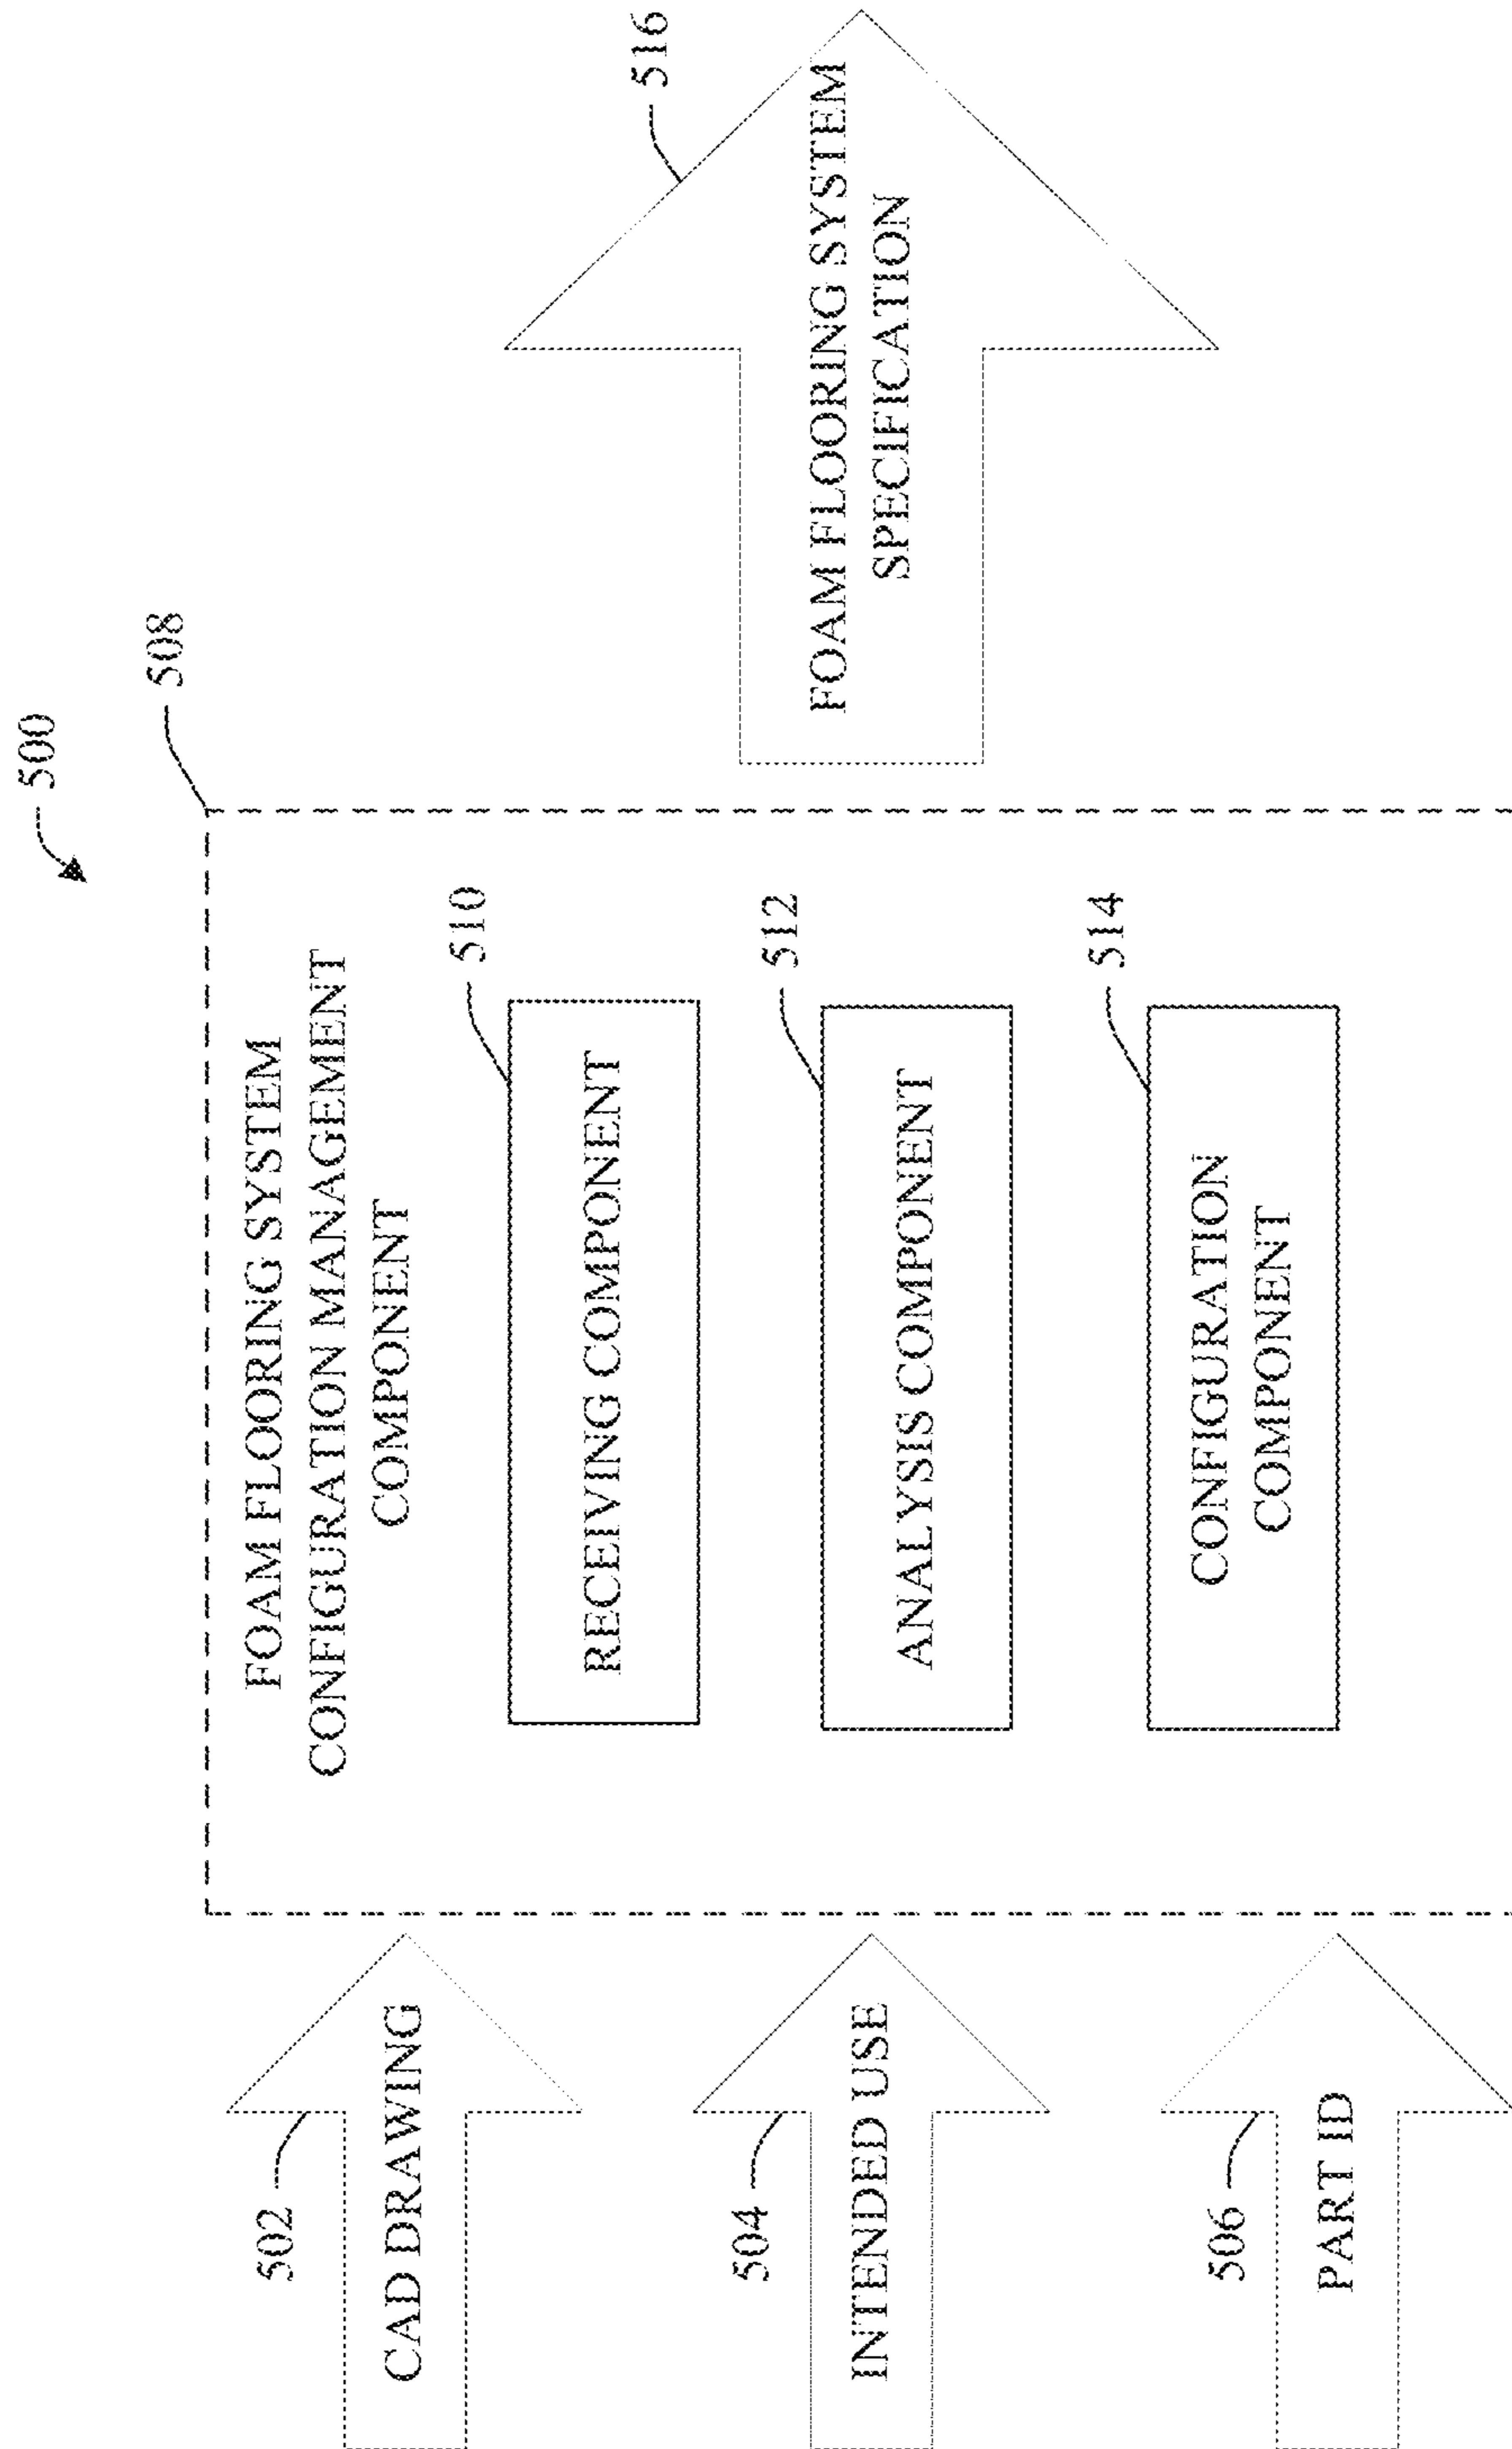 500
508
502
CAD DRAWING
504
INTENDED USE
506
PART ID
FOAM FLOORING SYSTEM
CONFIGURATION MANAGEMENT
COMPONENT
510
RECEIVING COMPONENT
512
ANALYSIS COMPONENT
514
CONFIGURATION
COMPONENT
516
FOAM FLOORING SYSTEM
SPECIFICATION